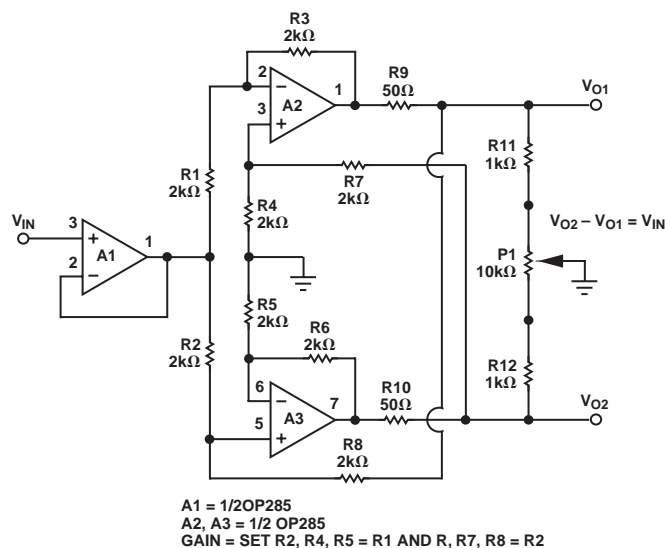 R3
2kΩ
2
A2
3
1
R9
50Ω
VO1
R11
1kΩ
R1
2kΩ
R4
2kΩ
R7
2kΩ
VIN
3
A1
2
1
P1
10kΩ
VO2 – VO1 = VIN
R5
2kΩ
R2
2kΩ
R6
2kΩ
R12
1kΩ
6
A3
5
7
R10
50Ω
VO2
R8
2kΩ
A1 = 1/2OP285
A2, A3 = 1/2 OP285
GAIN = SET R2, R4, R5 = R1 AND R, R7, R8 = R2